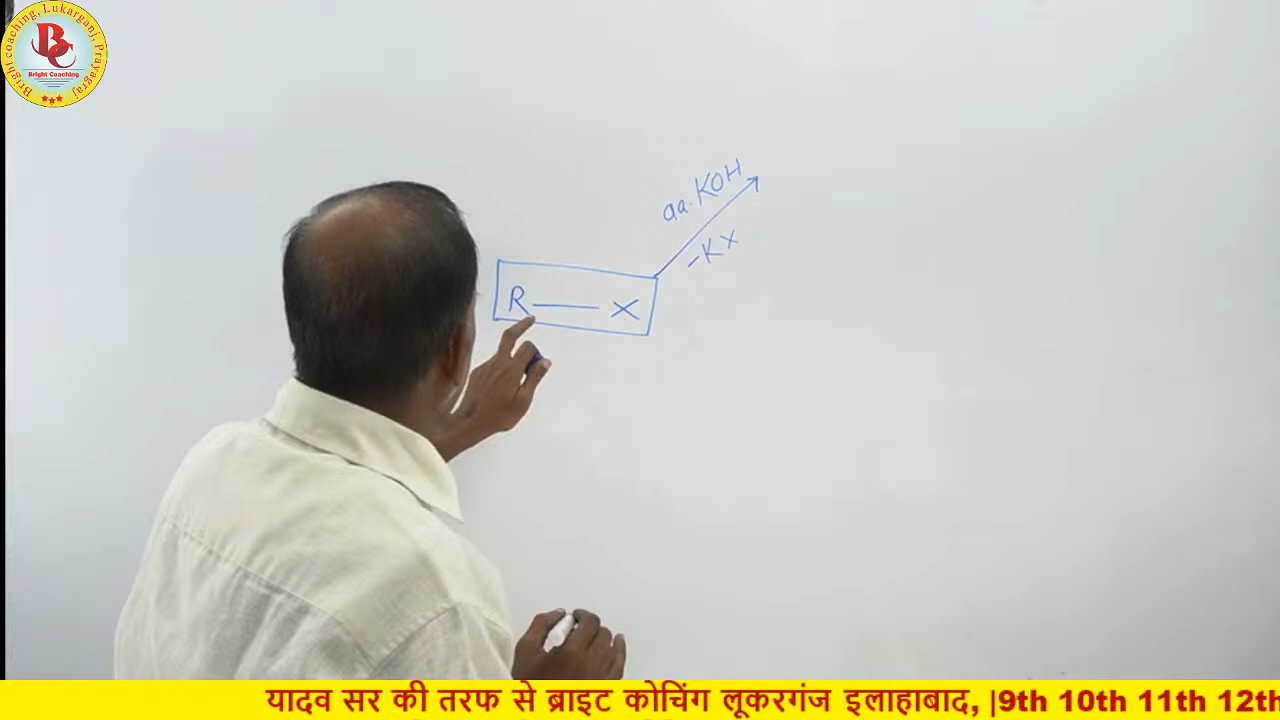 Bright coaching, Lukarganj, Prayagraj
BC
Bright Coaching
aq. KOH
-KX
R — X
यादव सर की तरफ से ब्राइट कोचिंग लूकरगंज इलाहाबाद, |9th 10th 11th 12th